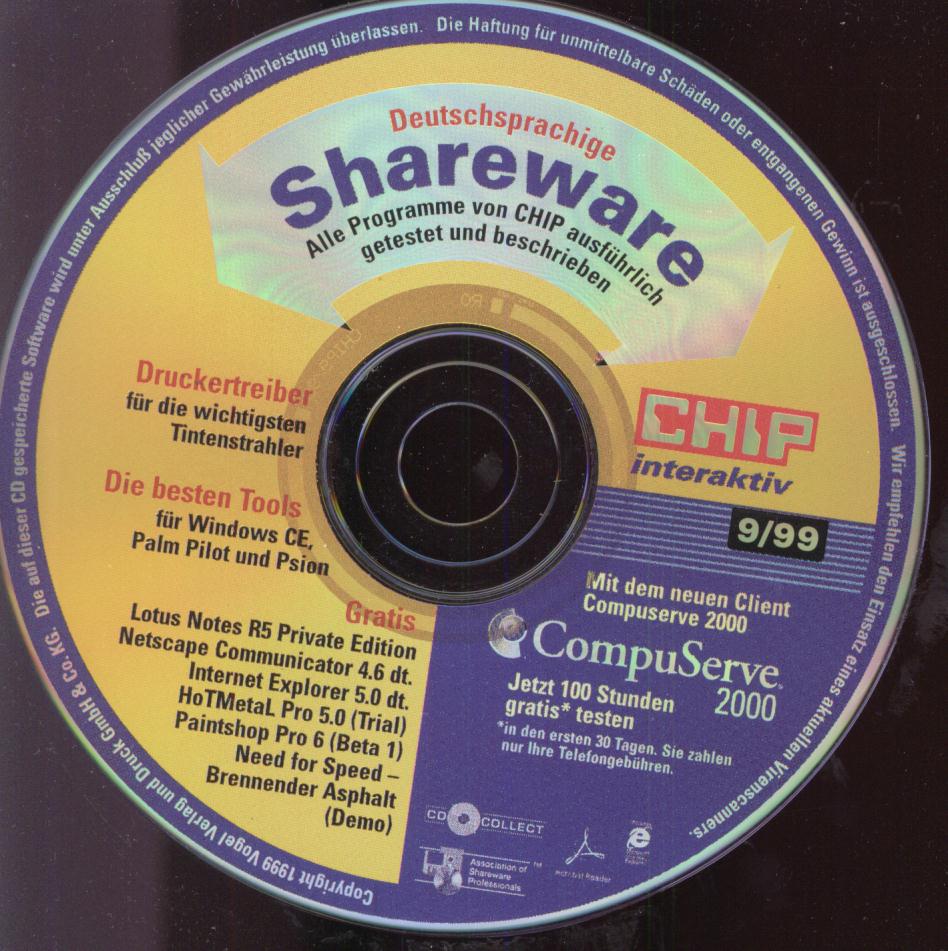 Deutschsprachige
Shareware
Alle Programme von CHIP ausführlich
getestet und beschrieben
Druckertreiber
für die wichtigsten
Tintenstrahler
Die besten Tools
für Windows CE,
Palm Pilot und Psion
Gratis
Lotus Notes R5 Private Edition
Netscape Communicator 4.6 dt.
Internet Explorer 5.0 dt.
HoTMetaL Pro 5.0 (Trial)
Paintshop Pro 6 (Beta 1)
Need for Speed –
Brennender Asphalt
(Demo)
CHIP
interaktiv
9/99
Mit dem neuen Client
Compuserve 2000
CompuServe
2000
Jetzt 100 Stunden
gratis* testen
*in den ersten 30 Tagen. Sie zahlen
nur Ihre Telefongebühren.
CD COLLECT
Association of
Shareware
Professionals
™
Copyright 1999 Vogel Verlag und Druck GmbH & Co. KG. Die auf dieser CD gespeicherte Software wird unter Ausschluß jeglicher Gewährleistung überlassen. Die Haftung für unmittelbare Schäden oder entgangenen Gewinn ist ausgeschlossen. Wir empfehlen den Einsatz eines aktuellen Virenscanners.